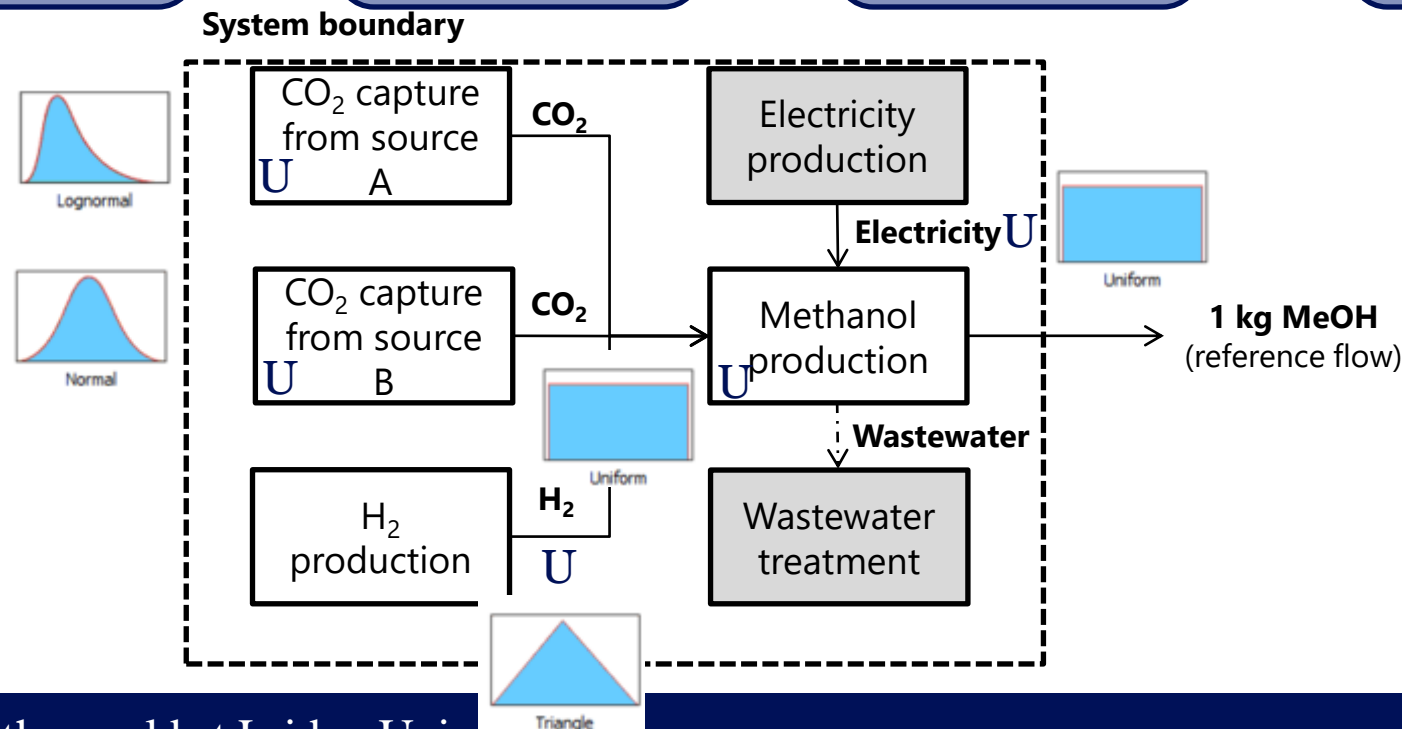 System boundary
CO₂ capture
from source
A
U
Lognormal
CO₂
Electricity
production
Electricity U
Uniform
CO₂ capture
from source
B
U
Normal
CO₂
Methanol
production
U
1 kg MeOH
(reference flow)
Uniform
Wastewater
H₂
production
H₂
U
Wastewater
treatment
Triangle